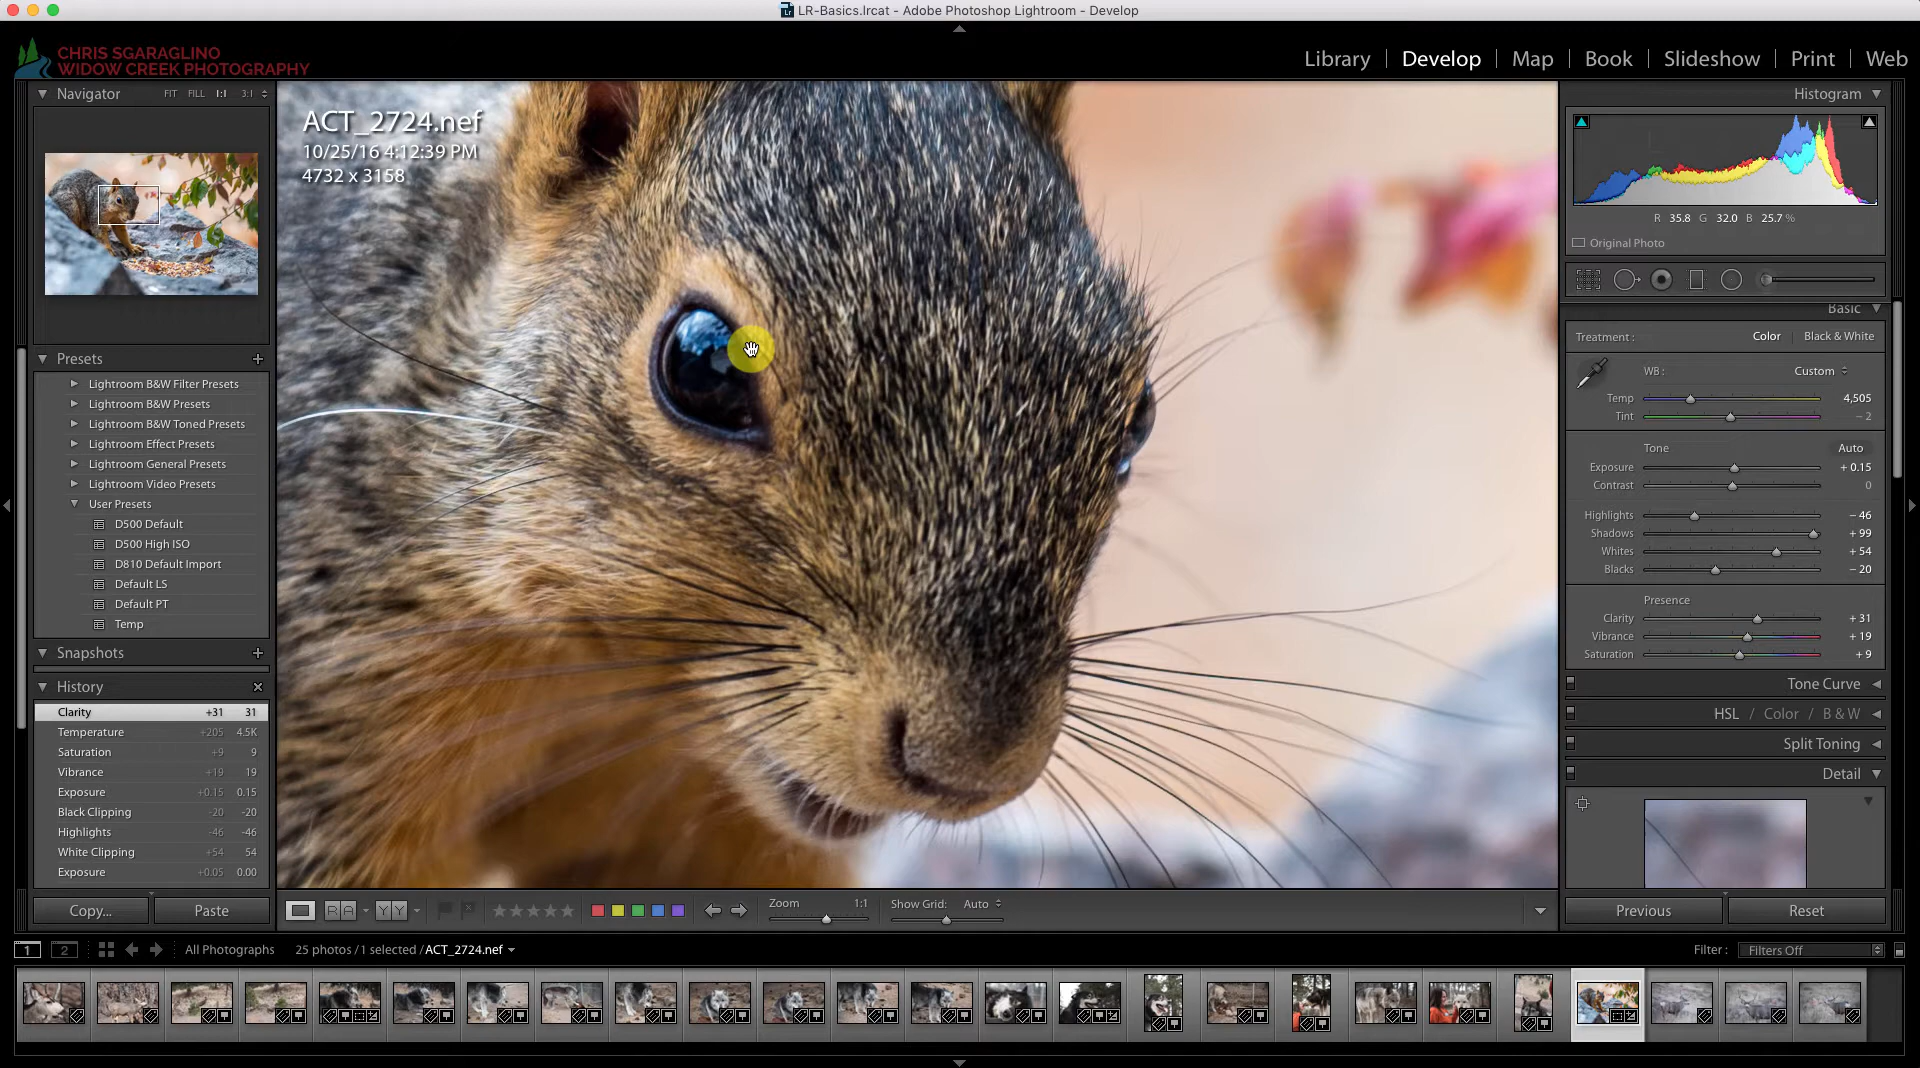 LR-Basics.lrcat - Adobe Photoshop Lightroom - Develop
CHRIS SGARAGLINO
WIDOW CREEK PHOTOGRAPHY
Library | Develop | Map | Book | Slideshow | Print | Web
Navigator FIT FILL 1:1 3:1
Presets +
Lightroom B&W Filter Presets
Lightroom B&W Presets
Lightroom B&W Toned Presets
Lightroom Effect Presets
Lightroom General Presets
Lightroom Video Presets
User Presets
D500 Default
D500 High ISO
D810 Default Import
Default LS
Default PT
Temp
Snapshots +
History ×
Clarity +31 31
Temperature +205 4.5K
Saturation +9 9
Vibrance +19 19
Exposure +0.15 0.15
Black Clipping -20 -20
Highlights -46 -46
White Clipping +54 54
Exposure +0.05 0.00
Copy... Paste
ACT_2724.nef
10/25/16 4:12:39 PM
4732 x 3158
Histogram
R 35.8 G 32.0 B 25.7 %
Original Photo
Basic
Treatment : Color | Black & White
WB : Custom
Temp 4,505
Tint - 2
Tone Auto
Exposure + 0.15
Contrast 0
Highlights - 46
Shadows + 99
Whites + 54
Blacks - 20
Presence
Clarity + 31
Vibrance + 19
Saturation + 9
Tone Curve
HSL / Color / B & W
Split Toning
Detail
Previous Reset
R A Y Y
Zoom 1:1
Show Grid: Auto
1 2 All Photographs 25 photos / 1 selected / ACT_2724.nef
Filter : Filters Off